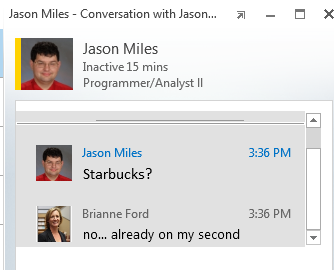 Jason Miles - Conversation with Jason...
Jason Miles
Inactive 15 mins
Programmer/Analyst II
Jason Miles 3:36 PM
Starbucks?
Brianne Ford 3:36 PM
no... already on my second